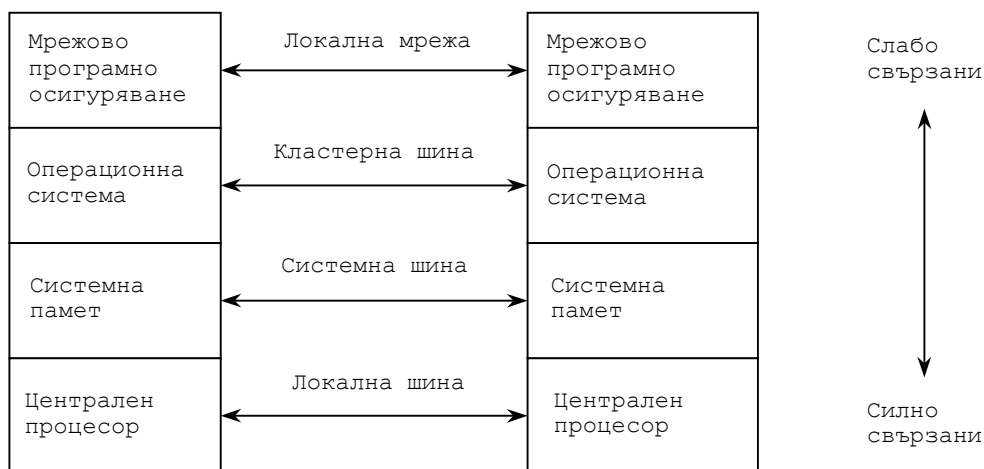 Мрежово
програмно
осигуряване
Локална мрежа
Мрежово
програмно
осигуряване
Слабо
свързани
Операционна
система
Кластерна шина
Операционна
система
Системна
памет
Системна шина
Системна
памет
Централен
процесор
Локална шина
Централен
процесор
Силно
свързани